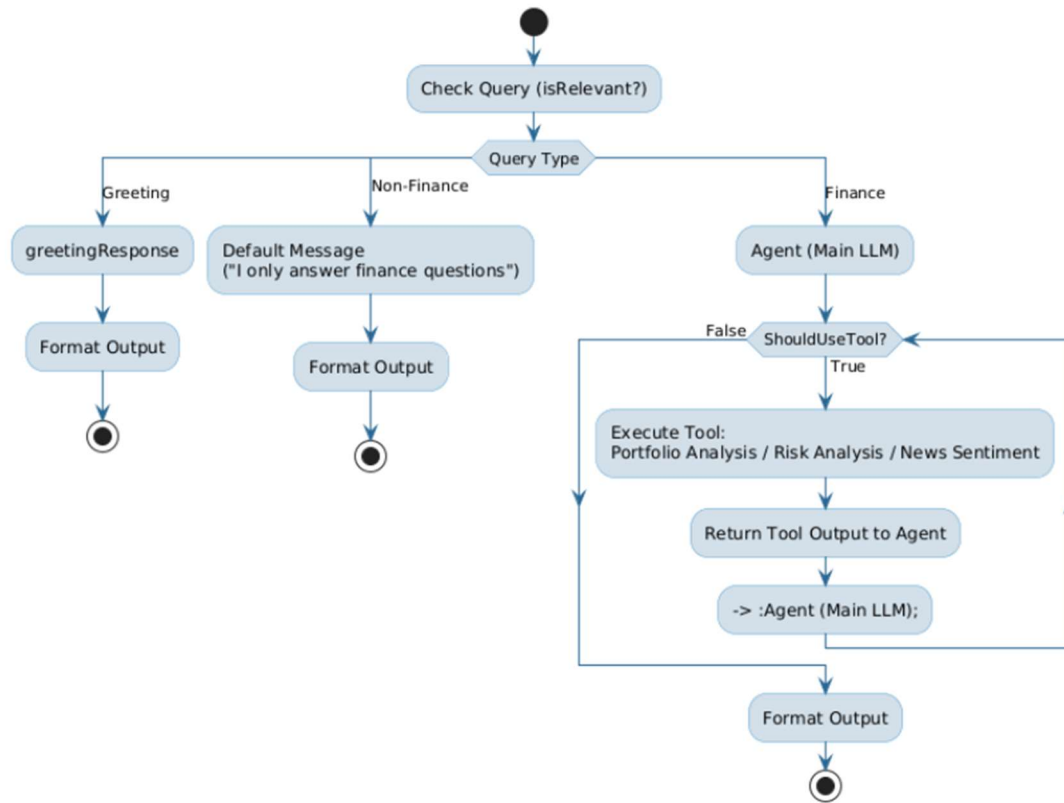 Check Query (isRelevant?)
Query Type
Greeting
Non-Finance
Finance
greetingResponse
Default Message
("I only answer finance questions")
Agent (Main LLM)
Format Output
Format Output
False
ShouldUseTool?
True
Execute Tool:
Portfolio Analysis / Risk Analysis / News Sentiment
Return Tool Output to Agent
-> :Agent (Main LLM);
Format Output